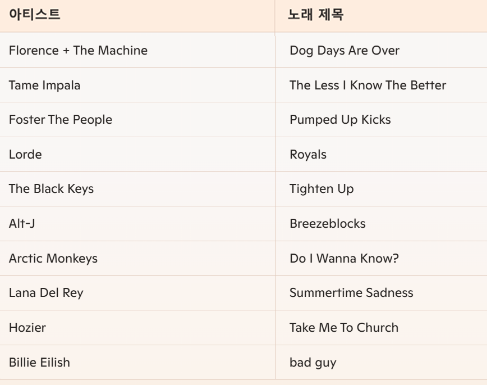 아티스트 노래 제목
Florence + The Machine Dog Days Are Over
Tame Impala The Less I Know The Better
Foster The People Pumped Up Kicks
Lorde Royals
The Black Keys Tighten Up
Alt-J Breezeblocks
Arctic Monkeys Do I Wanna Know?
Lana Del Rey Summertime Sadness
Hozier Take Me To Church
Billie Eilish bad guy